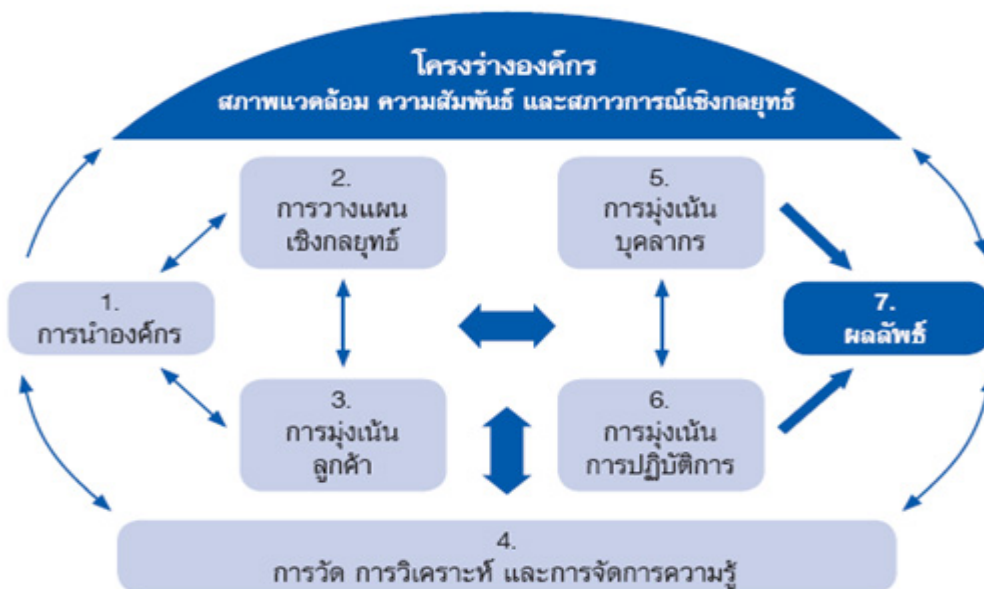 โครงร่างองค์กร
สภาพแวดล้อม ความสัมพันธ์ และสภาวการณ์เชิงกลยุทธ์
2.
การวางแผน
เชิงกลยุทธ์
5.
การมุ่งเน้น
บุคลากร
1.
การนำองค์กร
7.
ผลลัพธ์
3.
การมุ่งเน้น
ลูกค้า
6.
การมุ่งเน้น
การปฏิบัติการ
4.
การวัด การวิเคราะห์ และการจัดการความรู้